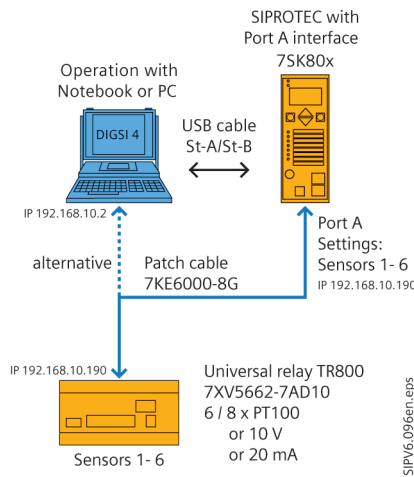 SIPROTEC with
Port A interface
7SK80x
Operation with
Notebook or PC
DIGSI 4
USB cable
St-A/St-B
IP 192.168.10.2
Port A
Settings:
Sensors 1- 6
IP 192.168.10.190
alternative
Patch cable
7KE6000-8G
IP 192.168.10.190
Universal relay TR800
7XV5662-7AD10
6 / 8 x PT100
or 10 V
or 20 mA
Sensors 1- 6
SIPV6.096en.eps